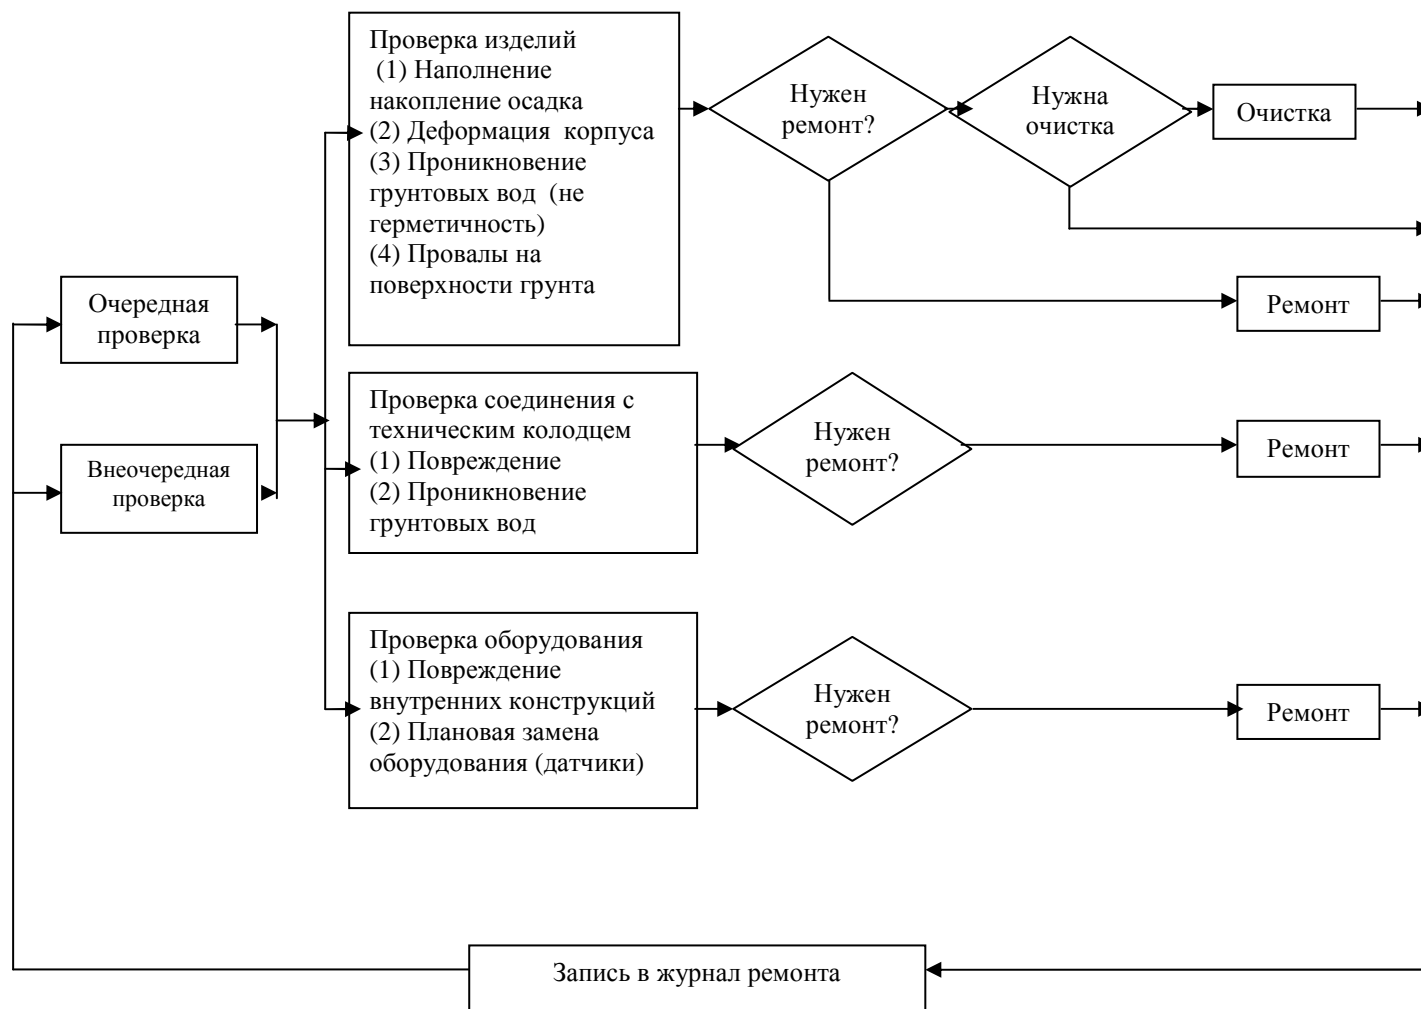 Проверка изделий
(1) Наполнение
накопление осадка
(2) Деформация корпуса
(3) Проникновение
грунтовых вод (не
герметичность)
(4) Провалы на
поверхности грунта
Нужен
ремонт?
Нужна
очистка
Очистка
Ремонт
Очередная
проверка
Внеочередная
проверка
Проверка соединения с
техническим колодцем
(1) Повреждение
(2) Проникновение
грунтовых вод
Нужен
ремонт?
Ремонт
Проверка оборудования
(1) Повреждение
внутренних конструкций
(2) Плановая замена
оборудования (датчики)
Нужен
ремонт?
Ремонт
Запись в журнал ремонта